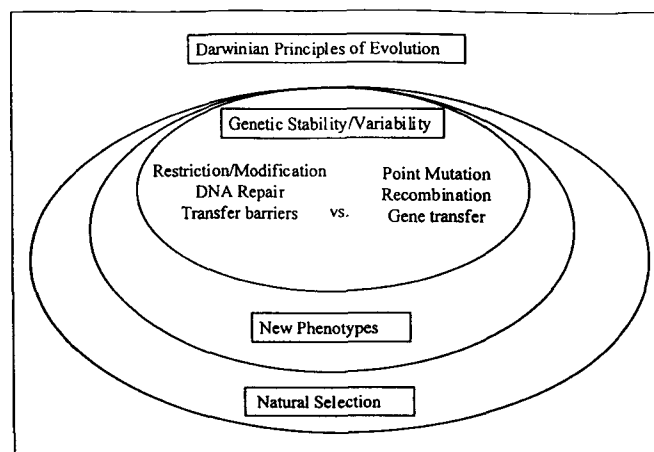 Darwinian Principles of Evolution
Genetic Stability/Variability
Restriction/Modification
DNA Repair
Transfer barriers
vs.
Point Mutation
Recombination
Gene transfer
New Phenotypes
Natural Selection